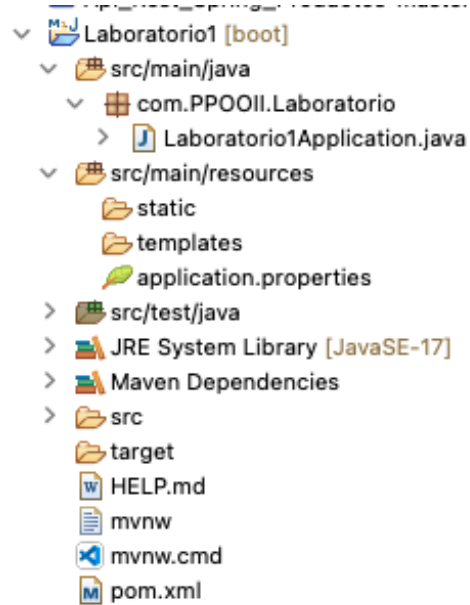 Laboratorio1 [boot]
src/main/java
com.PPOOII.Laboratorio
Laboratorio1Application.java
src/main/resources
static
templates
application.properties
src/test/java
JRE System Library [JavaSE-17]
Maven Dependencies
src
target
HELP.md
mvnw
mvnw.cmd
pom.xml